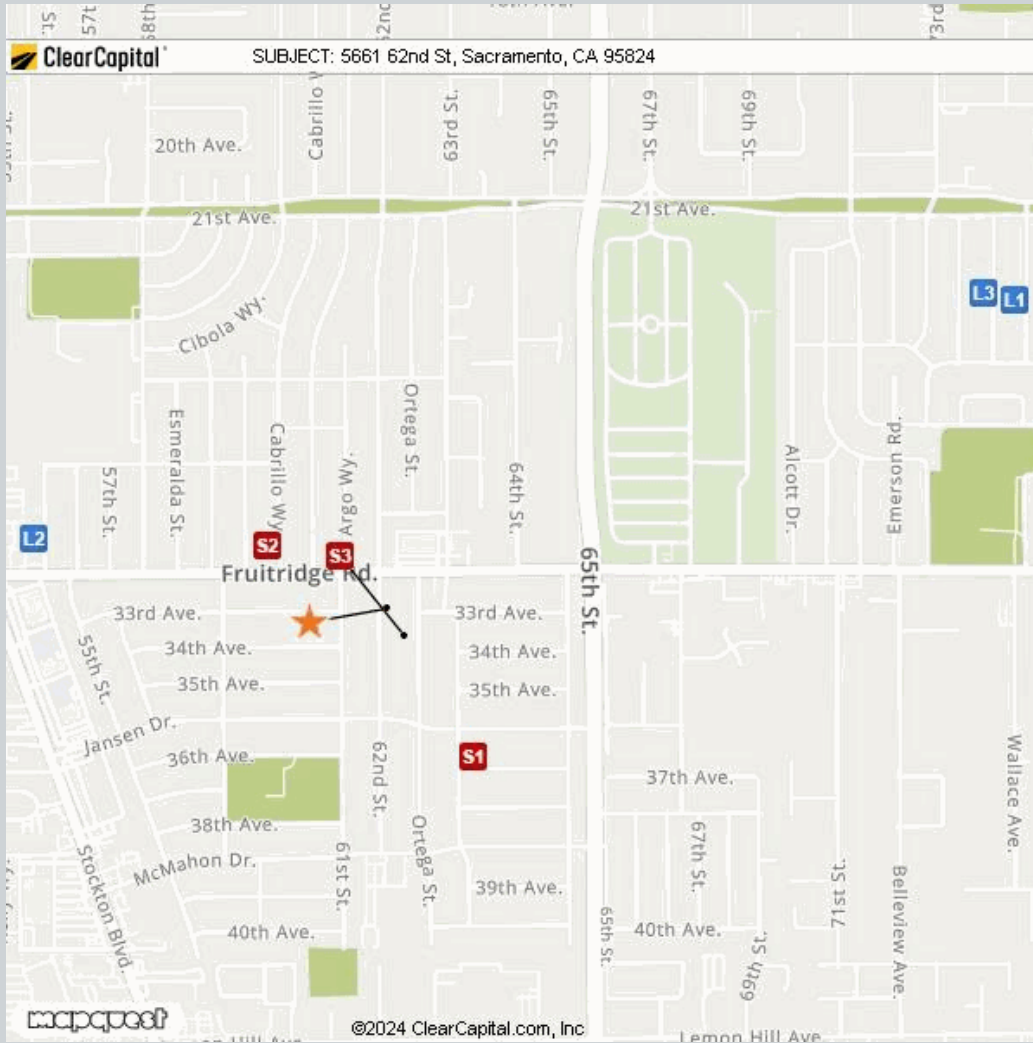 ClearCapital
SUBJECT: 5661 62nd St, Sacramento, CA 95824
20th Ave.
63rd St.
65th St.
67th St.
69th St.
21st Ave.
21st Ave.
Cibola Wy.
L3
L1
Esmeralda St.
57th St.
Cabrillo Wy.
Argo Wy.
Ortega St.
64th St.
Alcott Dr.
Emerson Rd.
L2
S2
S3
Fruitridge Rd.
65th St.
33rd Ave.
33rd Ave.
34th Ave.
34th Ave.
35th Ave.
35th Ave.
55th St.
Jansen Dr.
36th Ave.
S1
62nd St.
37th Ave.
Wallace Ave.
38th Ave.
McMahon Dr.
61st St.
Ortega St.
67th St.
39th Ave.
71st St.
Belleview Ave.
Stockton Blvd.
40th Ave.
65th St.
40th Ave.
69th St.
mapquest
©2024 ClearCapital.com, Inc
Lemon Hill Ave.